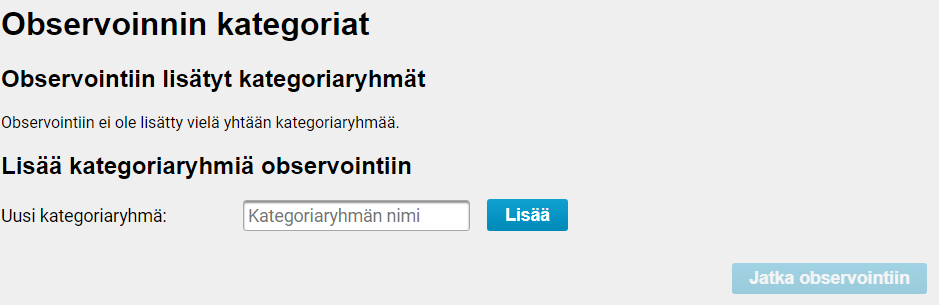 Observoinnin kategoriat
Observointiin lisätyt kategoriaryhmät
Observointiin ei ole lisätty vielä yhtään kategoriaryhmää.
Lisää kategoriaryhmiä observointiin
Uusi kategoriaryhmä: Kategoriaryhmän nimi Lisää
Jatka observointiin